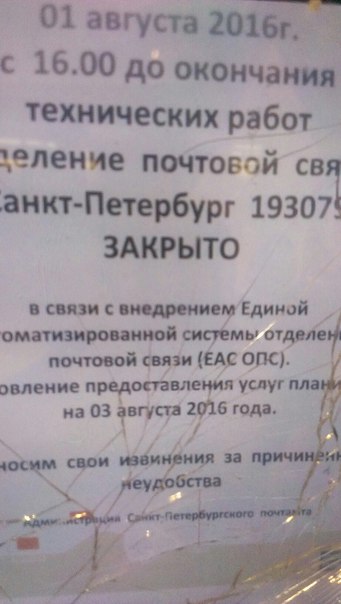 01 августа 2016г.
с 16.00 до окончания
технических работ
деление почтовой свя
Санкт-Петербург 193079
ЗАКРЫТО
в связи с внедрением Единой
томатизированной системы отделен
почтовой связи (ЕАС ОПС).
овление предоставления услуг плани
на 03 августа 2016 года.
носим свои извинения за причинен
неудобства
Администрация Санкт-Петербургского почтамта